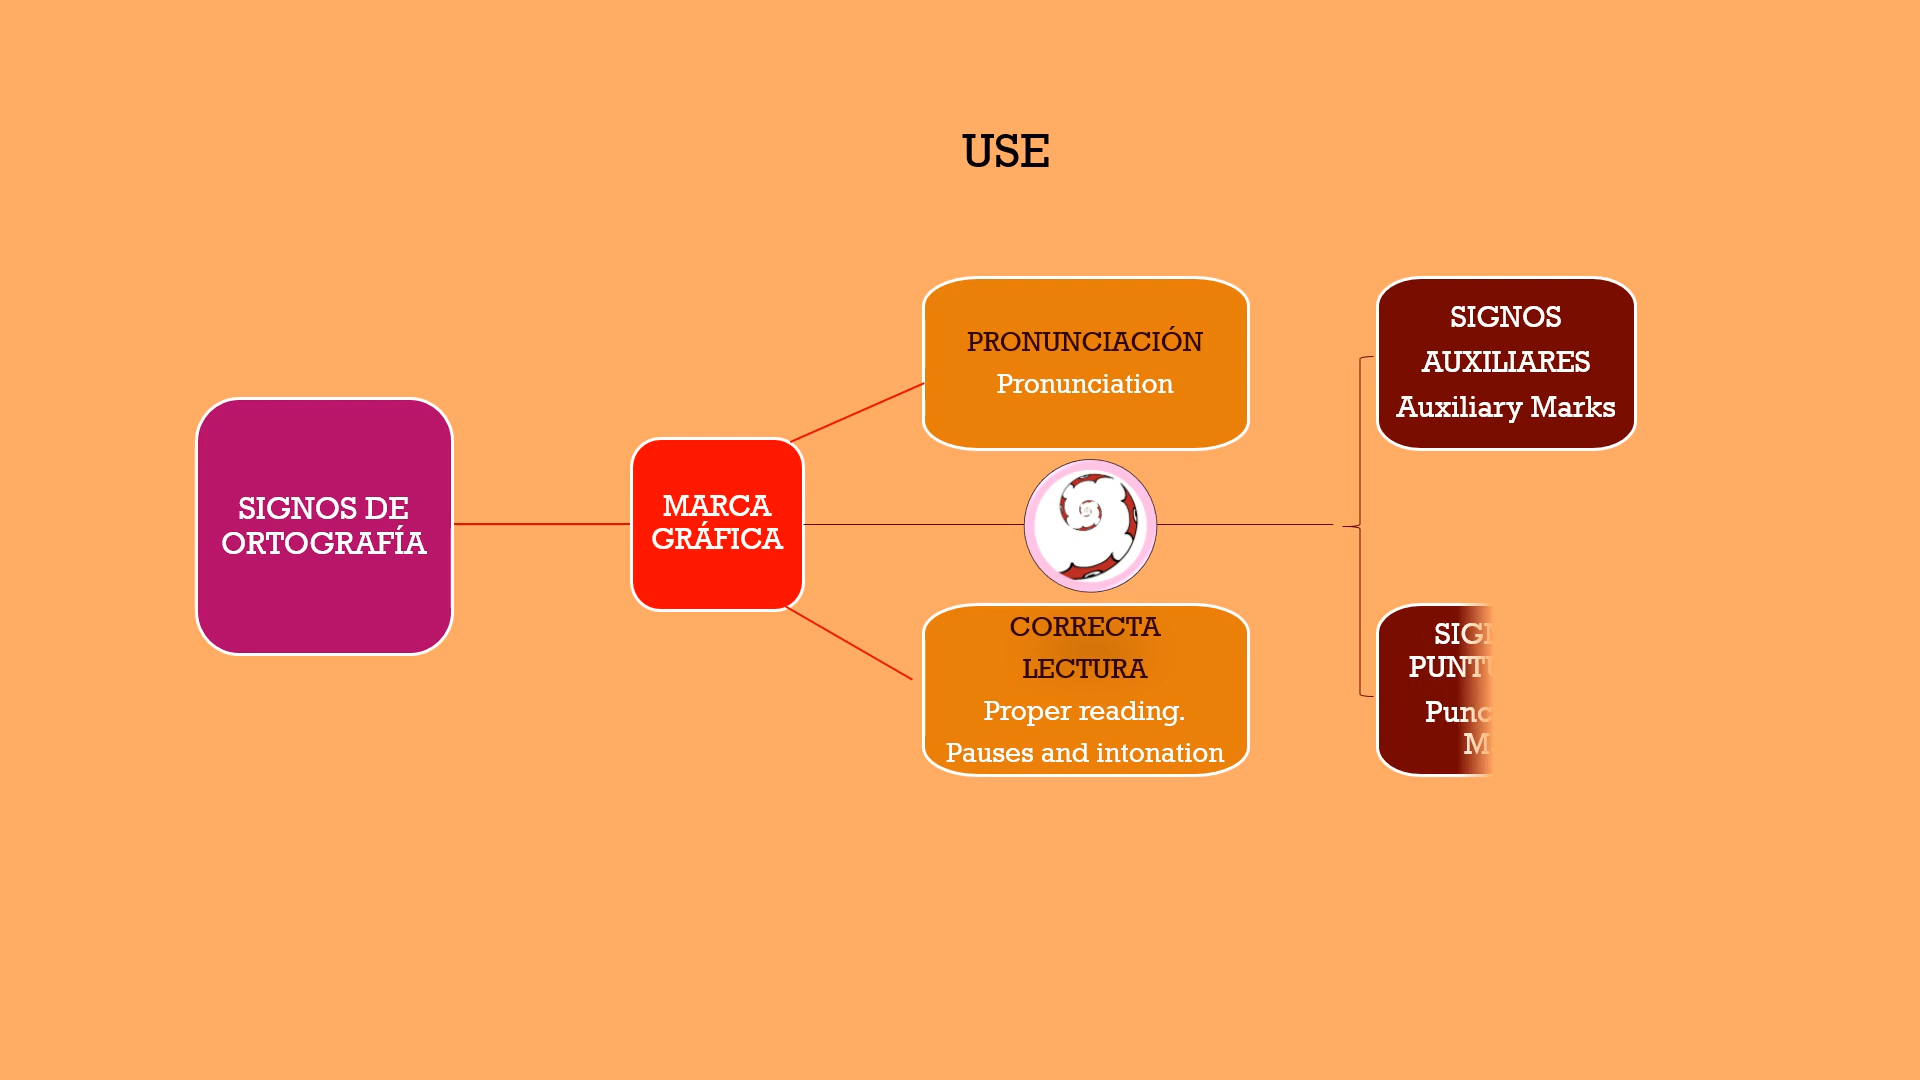 USE
SIGNOS DE
ORTOGRAFÍA
MARCA
GRÁFICA
PRONUNCIACIÓN
Pronunciation
CORRECTA
LECTURA
Proper reading.
Pauses and intonation
SIGNOS
AUXILIARES
Auxiliary Marks